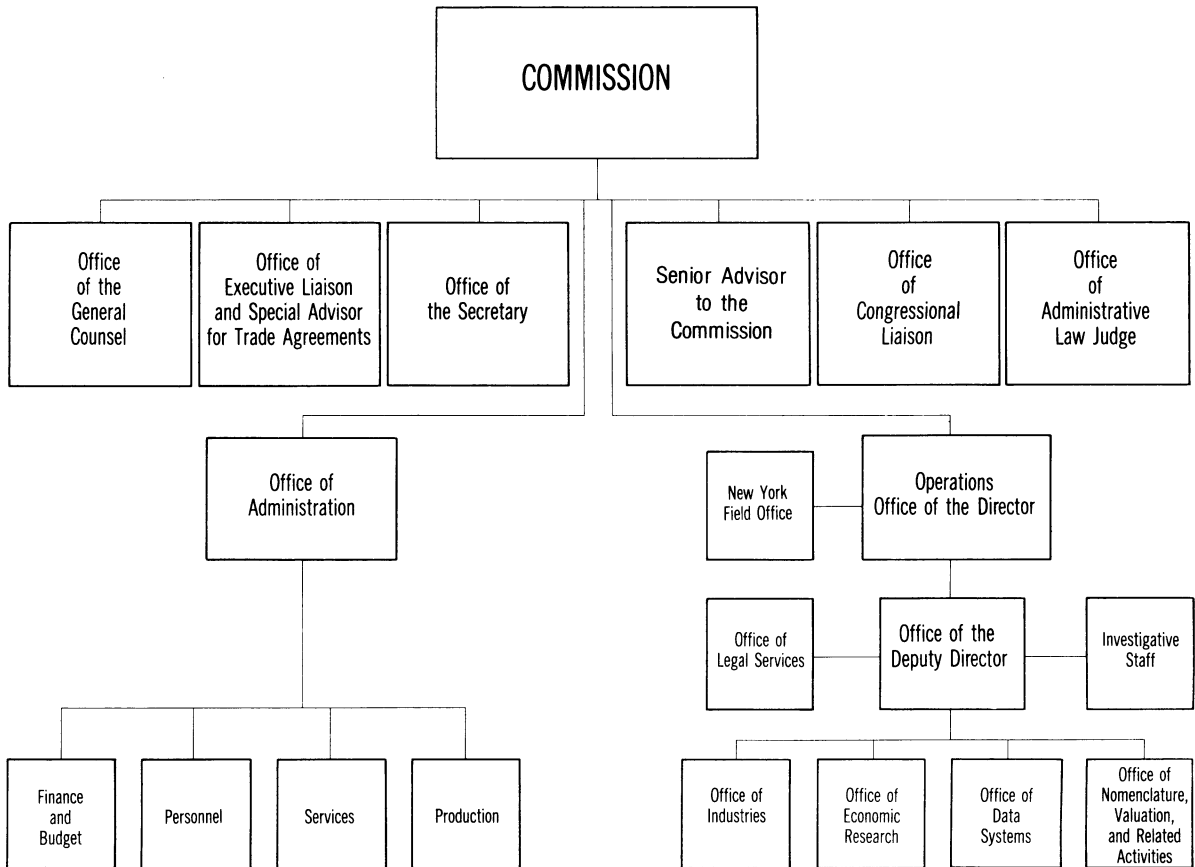 COMMISSION
Office
of the
General
Counsel
Office of
Executive Liaison
and Special Advisor
for Trade Agreements
Office of
the Secretary
Senior Advisor
to the
Commission
Office
of
Congressional
Liaison
Office
of
Administrative
Law Judge
Office of
Administration
New York
Field Office
Operations
Office of the Director
Office of
Legal Services
Office of the
Deputy Director
Investigative
Staff
Finance
and
Budget
Personnel
Services
Production
Office of
Industries
Office of
Economic
Research
Office of
Data
Systems
Office of
Nomenclature,
Valuation,
and Related
Activities